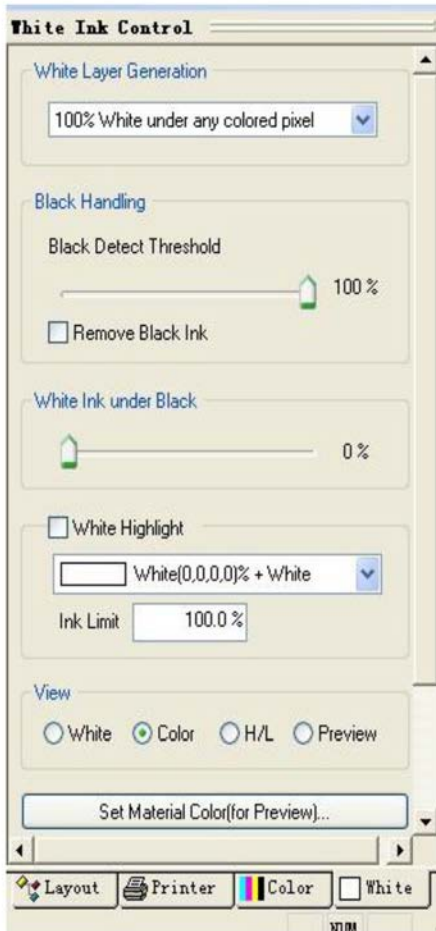 White Ink Control
White Layer Generation
100% White under any colored pixel
Black Handling
Black Detect Threshold
100 %
Remove Black Ink
White Ink under Black
0 %
White Highlight
White(0,0,0,0)% + White
Ink Limit 100.0 %
View
White Color H/L Preview
Set Material Color(for Preview)...
Layout Printer Color White
NUM